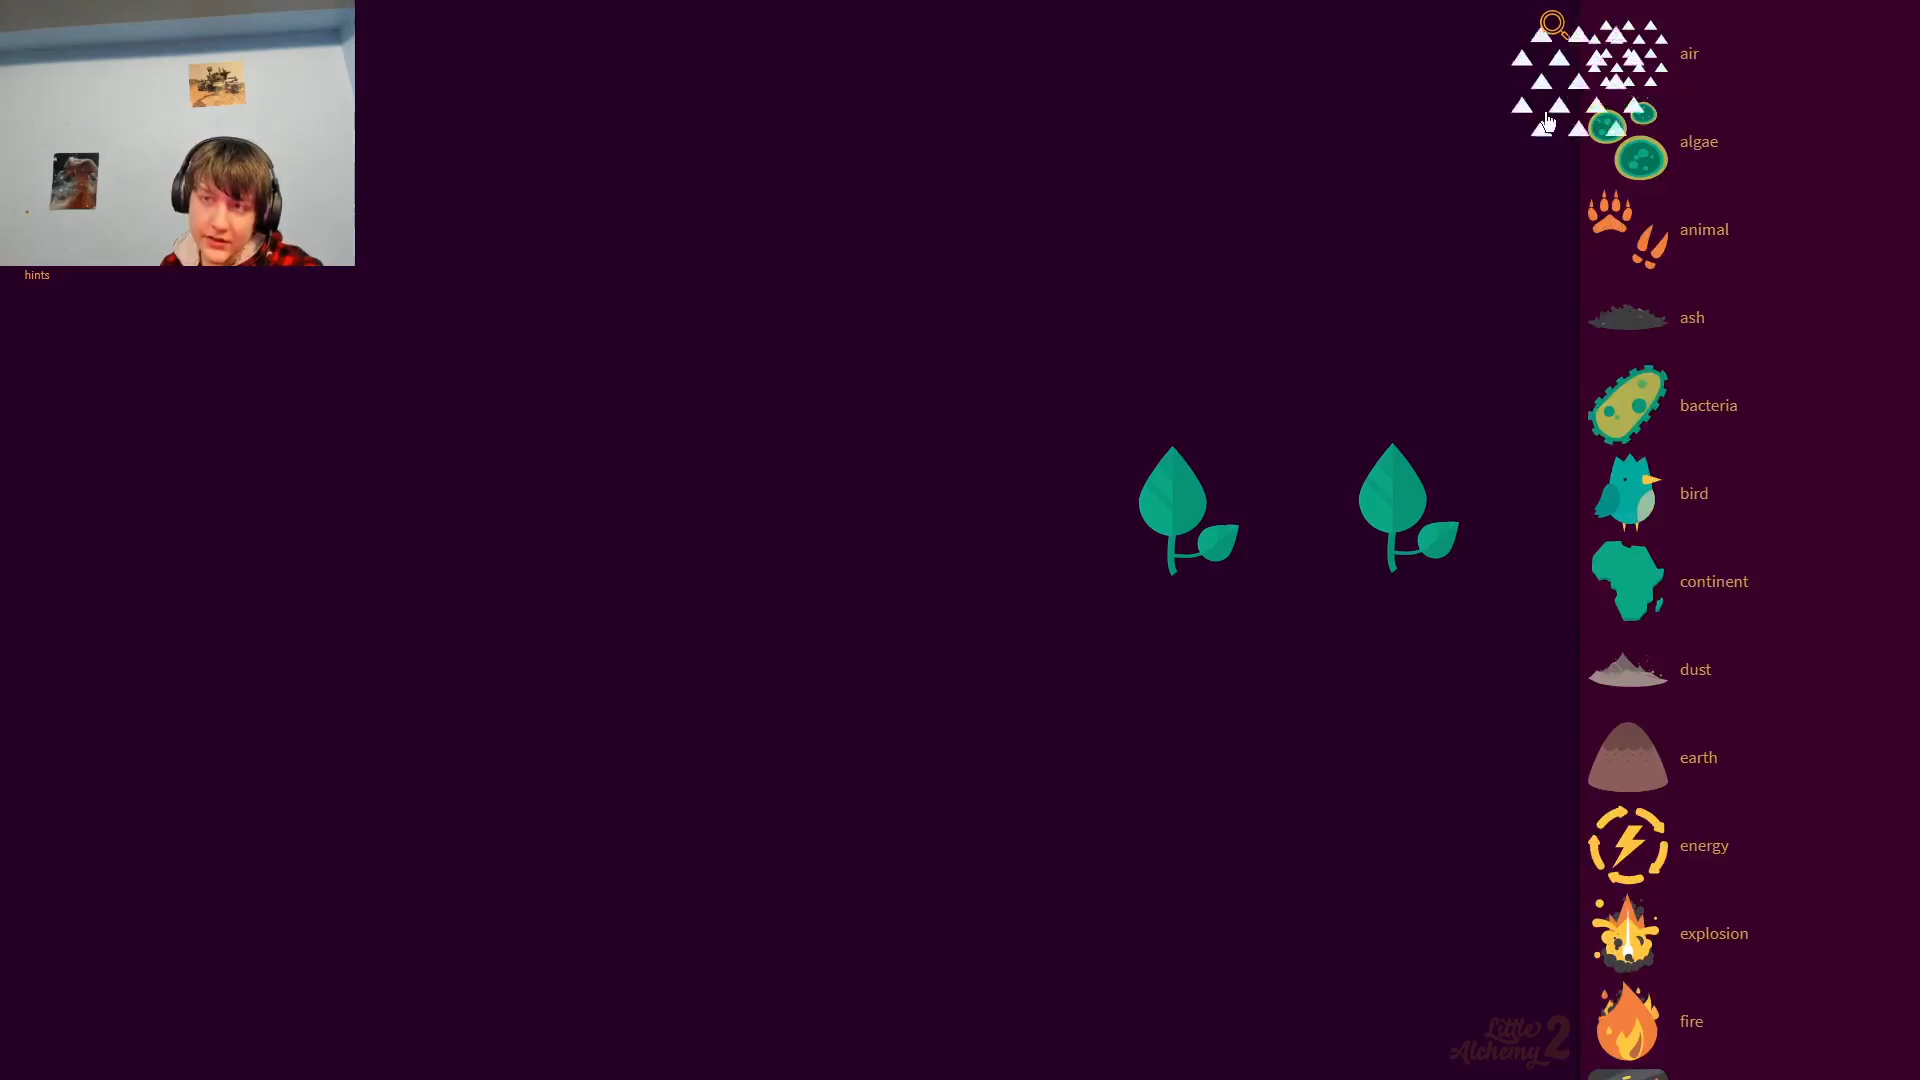 air
algae
animal
ash
hints
bacteria
bird
continent
dust
earth
energy
explosion
fire
Little
Alchemy 2